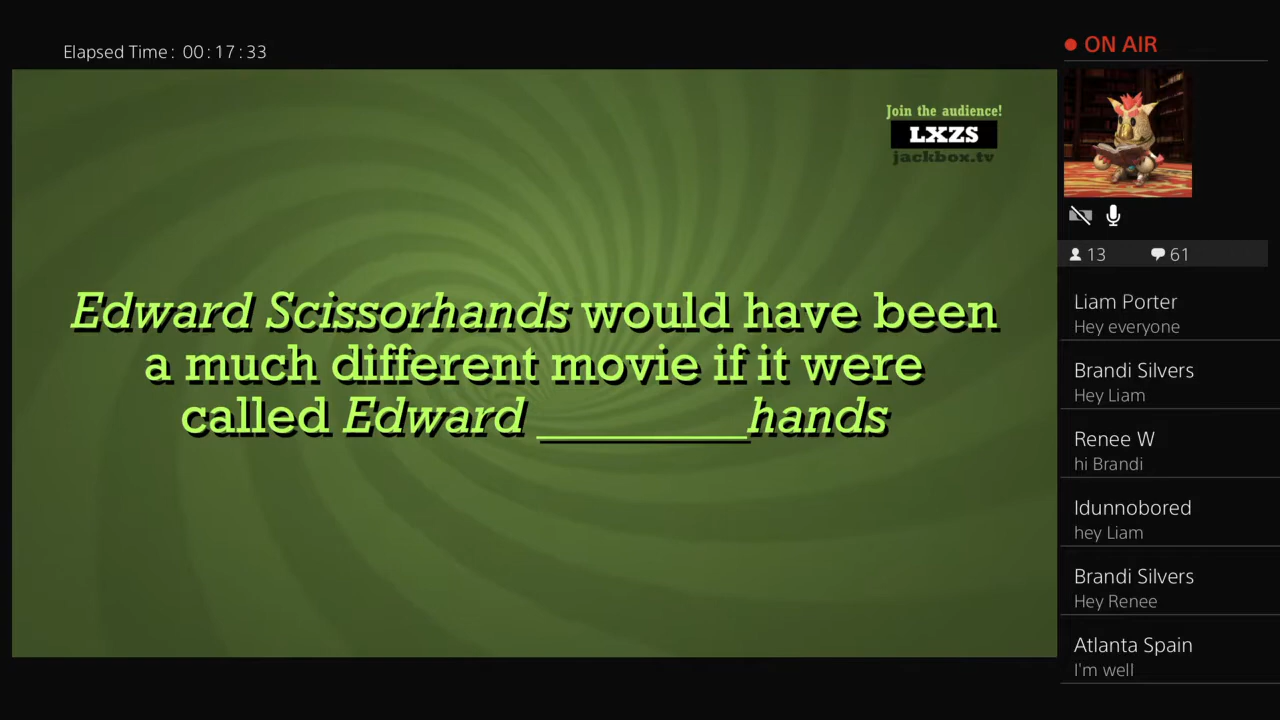 Elapsed Time: 00:17:33
ON AIR
Join the audience!
LXZS
jackbox.tv
Edward Scissorhands would have been
a much different movie if it were
called Edward ________hands
13 61
Liam Porter
Hey everyone
Brandi Silvers
Hey Liam
Renee W
hi Brandi
Idunnobored
hey Liam
Brandi Silvers
Hey Renee
Atlanta Spain
I'm well